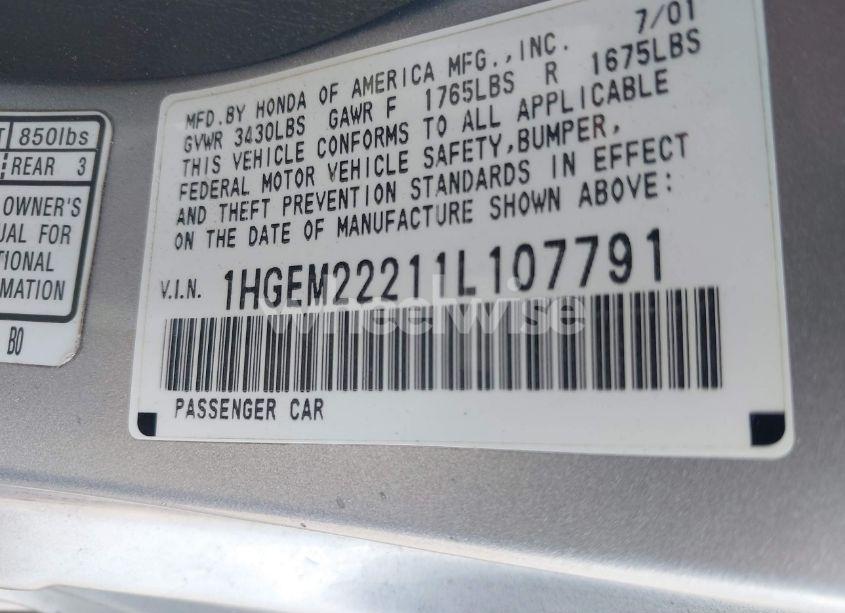 850lbs
REAR 3
OWNER'S
UAL FOR
TIONAL
MATION
B0
7/01
MFD.BY HONDA OF AMERICA MFG.,INC.
GVWR 3430LBS GAWR F 1765LBS R 1675LBS
THIS VEHICLE CONFORMS TO ALL APPLICABLE
FEDERAL MOTOR VEHICLE SAFETY,BUMPER,
AND THEFT PREVENTION STANDARDS IN EFFECT
ON THE DATE OF MANUFACTURE SHOWN ABOVE:
V.I.N. 1HGEM22211L107791
wheelwise
PASSENGER CAR